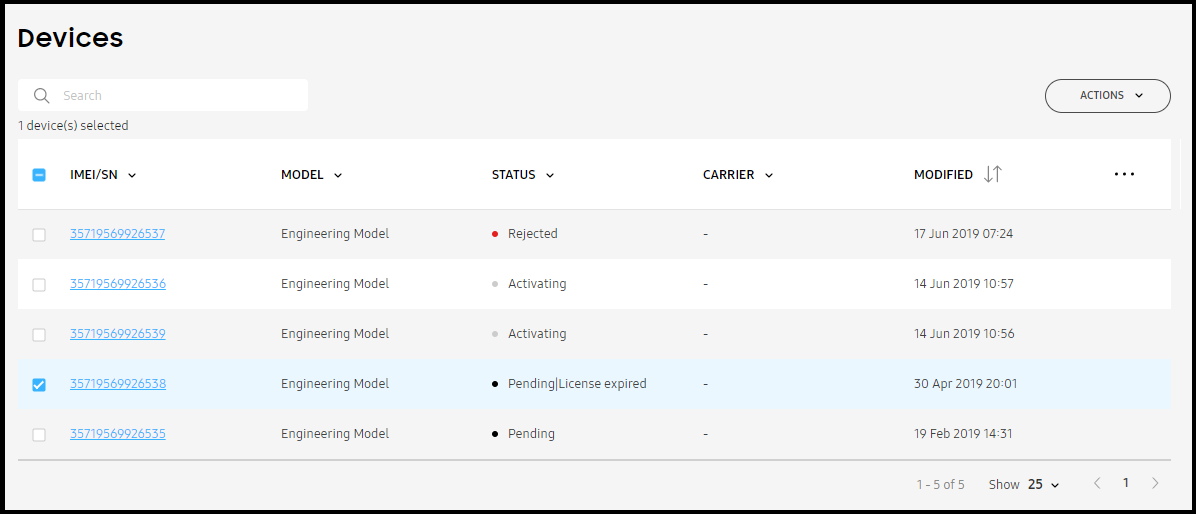 Devices
Search
ACTIONS
1 device(s) selected
IMEI/SN MODEL STATUS CARRIER MODIFIED
35719569926537 Engineering Model Rejected - 17 Jun 2019 07:24
35719569926536 Engineering Model Activating - 14 Jun 2019 10:57
35719569926539 Engineering Model Activating - 14 Jun 2019 10:56
35719569926538 Engineering Model Pending|License expired - 30 Apr 2019 20:01
35719569926535 Engineering Model Pending - 19 Feb 2019 14:31
1 - 5 of 5 Show 25 1